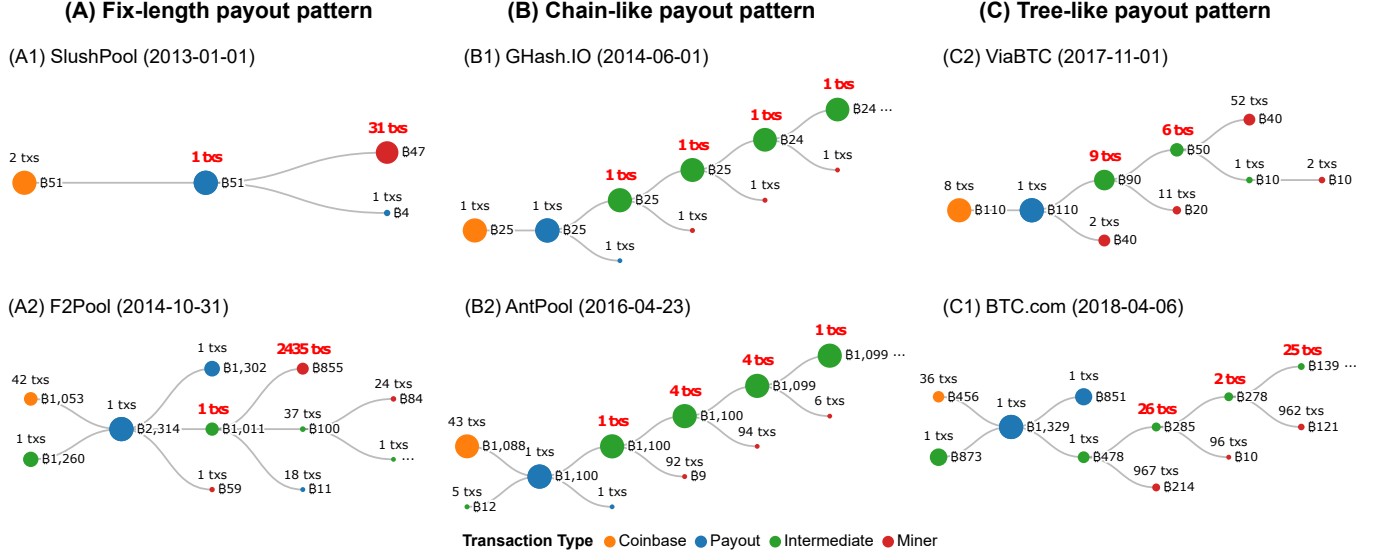 (A) Fix-length payout pattern
(B) Chain-like payout pattern
(C) Tree-like payout pattern
(A1) SlushPool (2013-01-01)
2 txs
฿51
1 txs
฿51
31 txs
฿47
1 txs
฿4
(B1) GHash.IO (2014-06-01)
1 txs
฿25
1 txs
฿25
1 txs
1 txs
฿25
1 txs
1 txs
฿25
1 txs
1 txs
฿24
1 txs
1 txs
฿24 ...
(C2) ViaBTC (2017-11-01)
8 txs
฿110
1 txs
฿110
2 txs
฿40
9 txs
฿90
11 txs
฿20
6 txs
฿50
52 txs
฿40
1 txs
฿10
2 txs
฿10
(A2) F2Pool (2014-10-31)
42 txs
฿1,053
1 txs
฿1,260
1 txs
฿2,314
1 txs
฿1,302
1 txs
฿1,011
1 txs
฿59
2435 txs
฿855
37 txs
฿100
18 txs
฿11
24 txs
฿84
1 txs
...
(B2) AntPool (2016-04-23)
43 txs
฿1,088
5 txs
฿12
1 txs
฿1,100
1 txs
1 txs
฿1,100
92 txs
฿9
4 txs
฿1,100
94 txs
4 txs
฿1,099
6 txs
1 txs
฿1,099 ...
(C1) BTC.com (2018-04-06)
36 txs
฿456
1 txs
฿873
1 txs
฿1,329
1 txs
฿851
1 txs
฿478
967 txs
฿214
26 txs
฿285
96 txs
฿10
2 txs
฿278
962 txs
฿121
25 txs
฿139 ...
Transaction Type Coinbase Payout Intermediate Miner